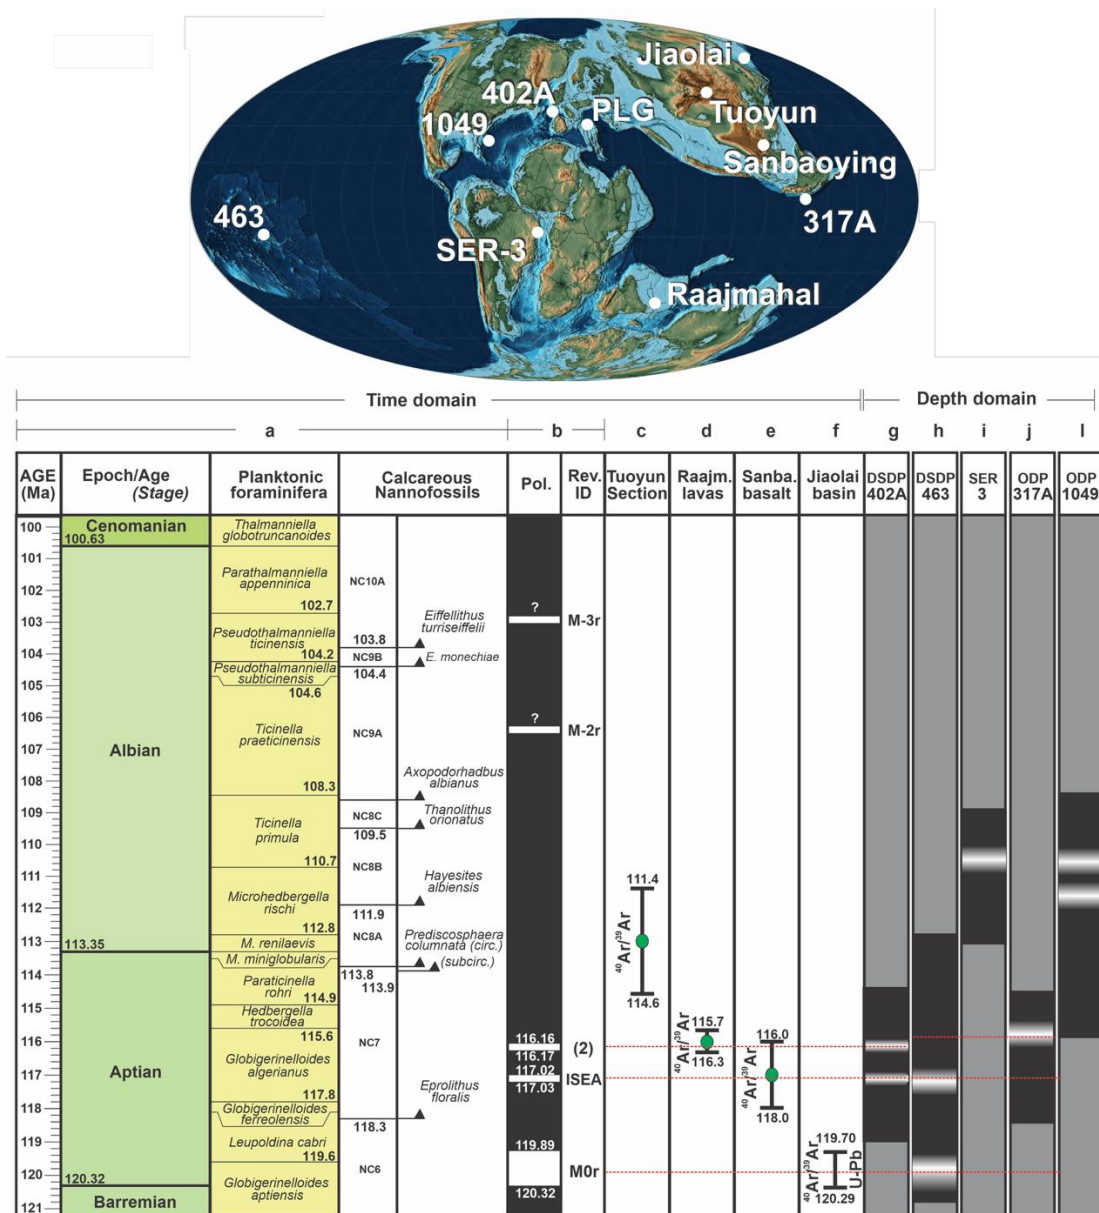 Jiaolai
402A
PLG
Tuoyun
1049
Sanbaoying
463
SER-3
317A
Raajmahal
Time domain
Depth domain
a
b
c
d
e
f
g
h
i
j
l
AGE (Ma)
Epoch/Age
(Stage)
Planktonic
foraminifera
Calcareous
Nannofossils
Pol.
Rev.
ID
Tuoyun
Section
Raajm.
lavas
Sanba.
basalt
Jiaolai
basin
DSDP
402A
DSDP
463
SER
3
ODP
317A
ODP
1049
100
101
102
103
104
105
106
107
108
109
110
111
112
113
114
115
116
117
118
119
120
121
Cenomanian
100.63
Albian
113.35
Aptian
120.32
Barremian
Thalmanniella
globotruncanoides
Parathalmanniella
appenninica
102.7
Pseudothalmanniella
ticinensis
104.2
Pseudothalmanniella
subticinensis
104.6
Ticinella
praeticinensis
108.3
Ticinella
primula
110.7
Microhedbergella
rischi
112.8
M. renilaevis
M. miniglobularis
Paraticinella
rohri
114.9
Hedbergella
trocoidea
115.6
Globigerinelloides
algerianus
117.8
Globigerinelloides
ferreolensis
Leupoldina cabri
119.6
Globigerinelloides
aptiensis
NC10A
103.8
NC9B
104.4
NC9A
NC8C
109.5
NC8B
111.9
NC8A
113.8
113.9
NC7
118.3
NC6
Eiffellithus
turriseiffelii
E. monechiae
Axopodorhadbus
albianus
Thanolithus
orionatus
Hayesites
albiensis
Prediscosphaera
columnata (circ.)
(subcirc.)
Eprolithus
floralis
?
M-3r
?
M-2r
116.16
(2)
116.17
117.02
ISEA
117.03
119.89
M0r
120.32
111.4
40Ar/39Ar
114.6
115.7
40Ar/39Ar
116.3
116.0
40Ar/39Ar
118.0
119.70
40Ar/39Ar
U-Pb
120.29